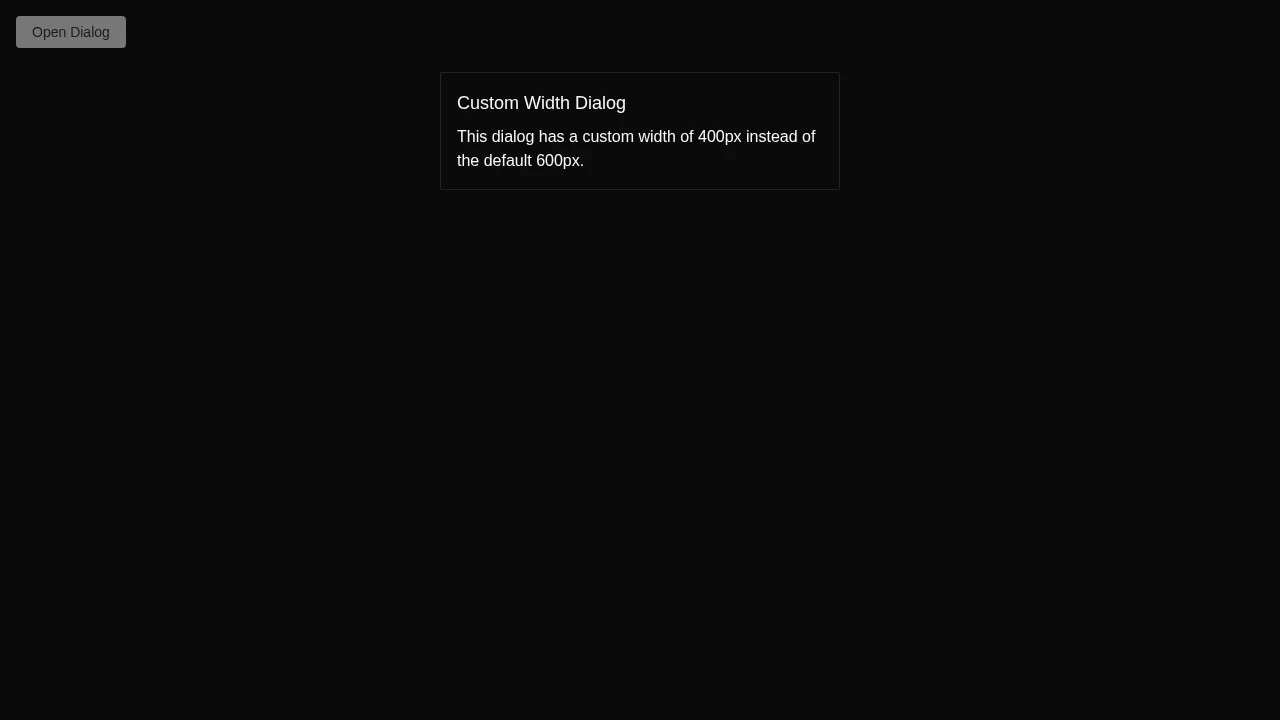 Open Dialog
Custom Width Dialog
This dialog has a custom width of 400px instead of
the default 600px.